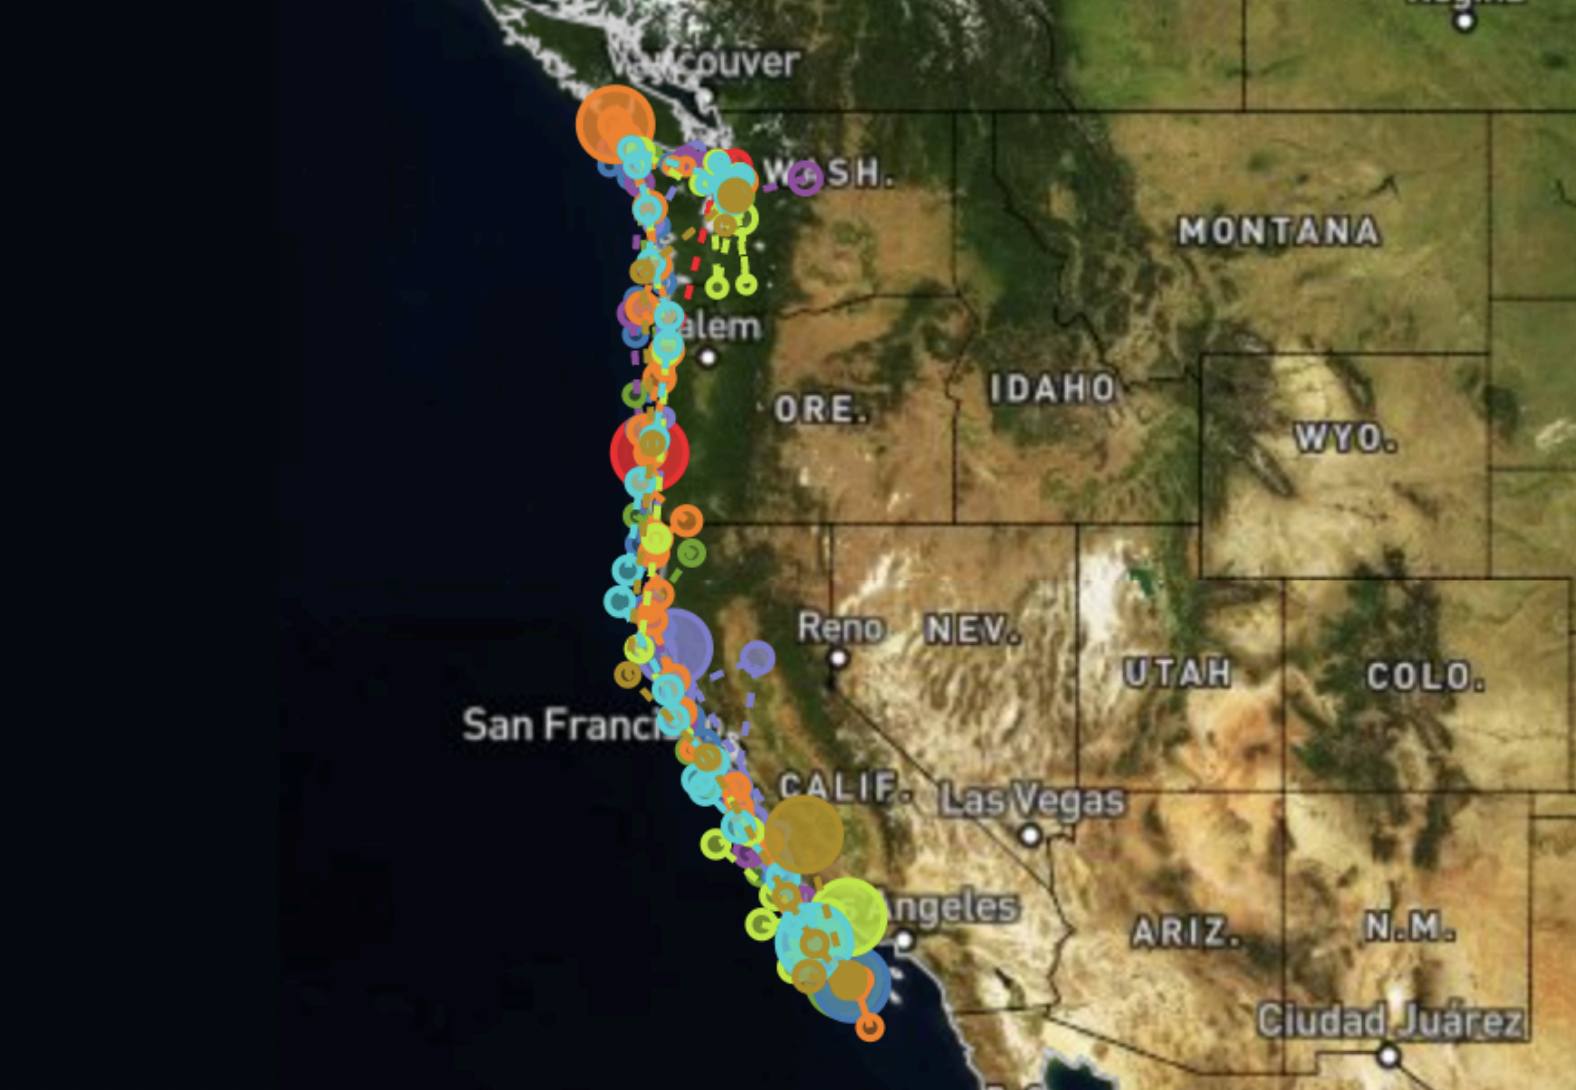 Vancouver
WASH.
MONTANA
alem
ORE.
IDAHO
WYO.
Reno
NEV.
UTAH
COLO.
San Franci
CALIF.
Las Vegas
Angeles
ARIZ.
N.M.
Ciudad Juárez